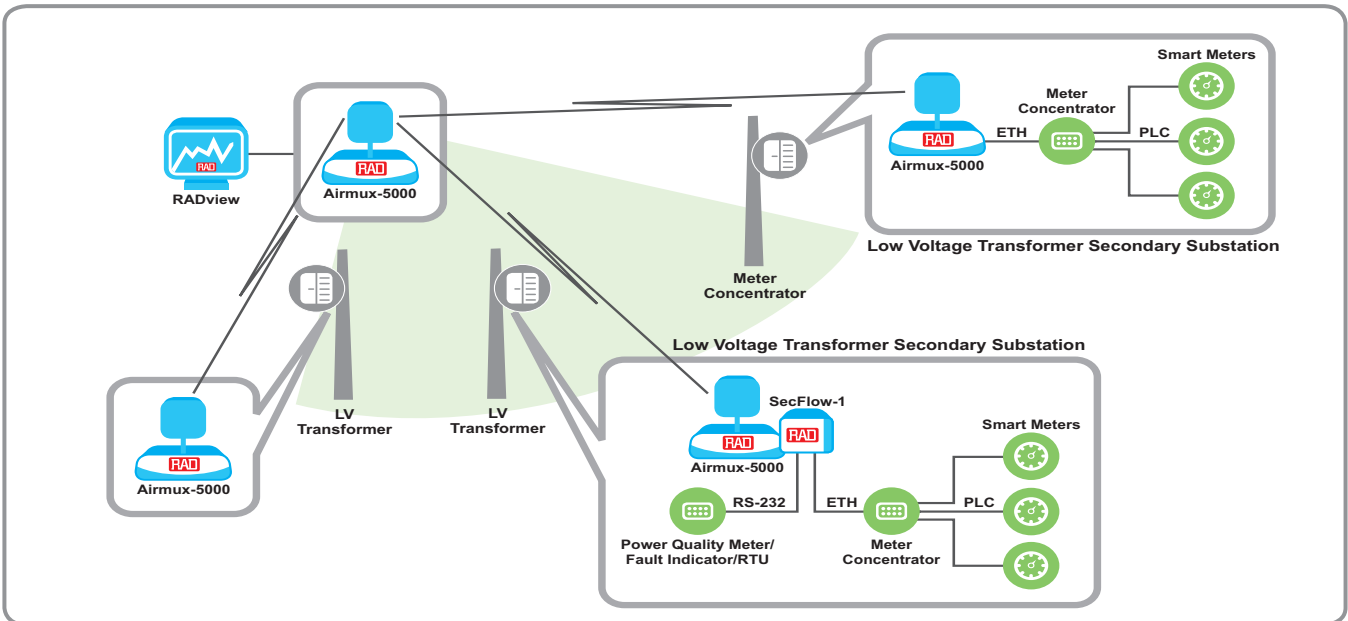 Smart Meters
Meter
Concentrator
ETH
PLC
RAD
Airmux-5000
Low Voltage Transformer Secondary Substation
RAD
RADview
RAD
Airmux-5000
Meter
Concentrator
LV
Transformer
LV
Transformer
RAD
Airmux-5000
Low Voltage Transformer Secondary Substation
SecFlow-1
RAD
RAD
Airmux-5000
Smart Meters
RS-232
ETH
PLC
Power Quality Meter/
Fault Indicator/RTU
Meter
Concentrator